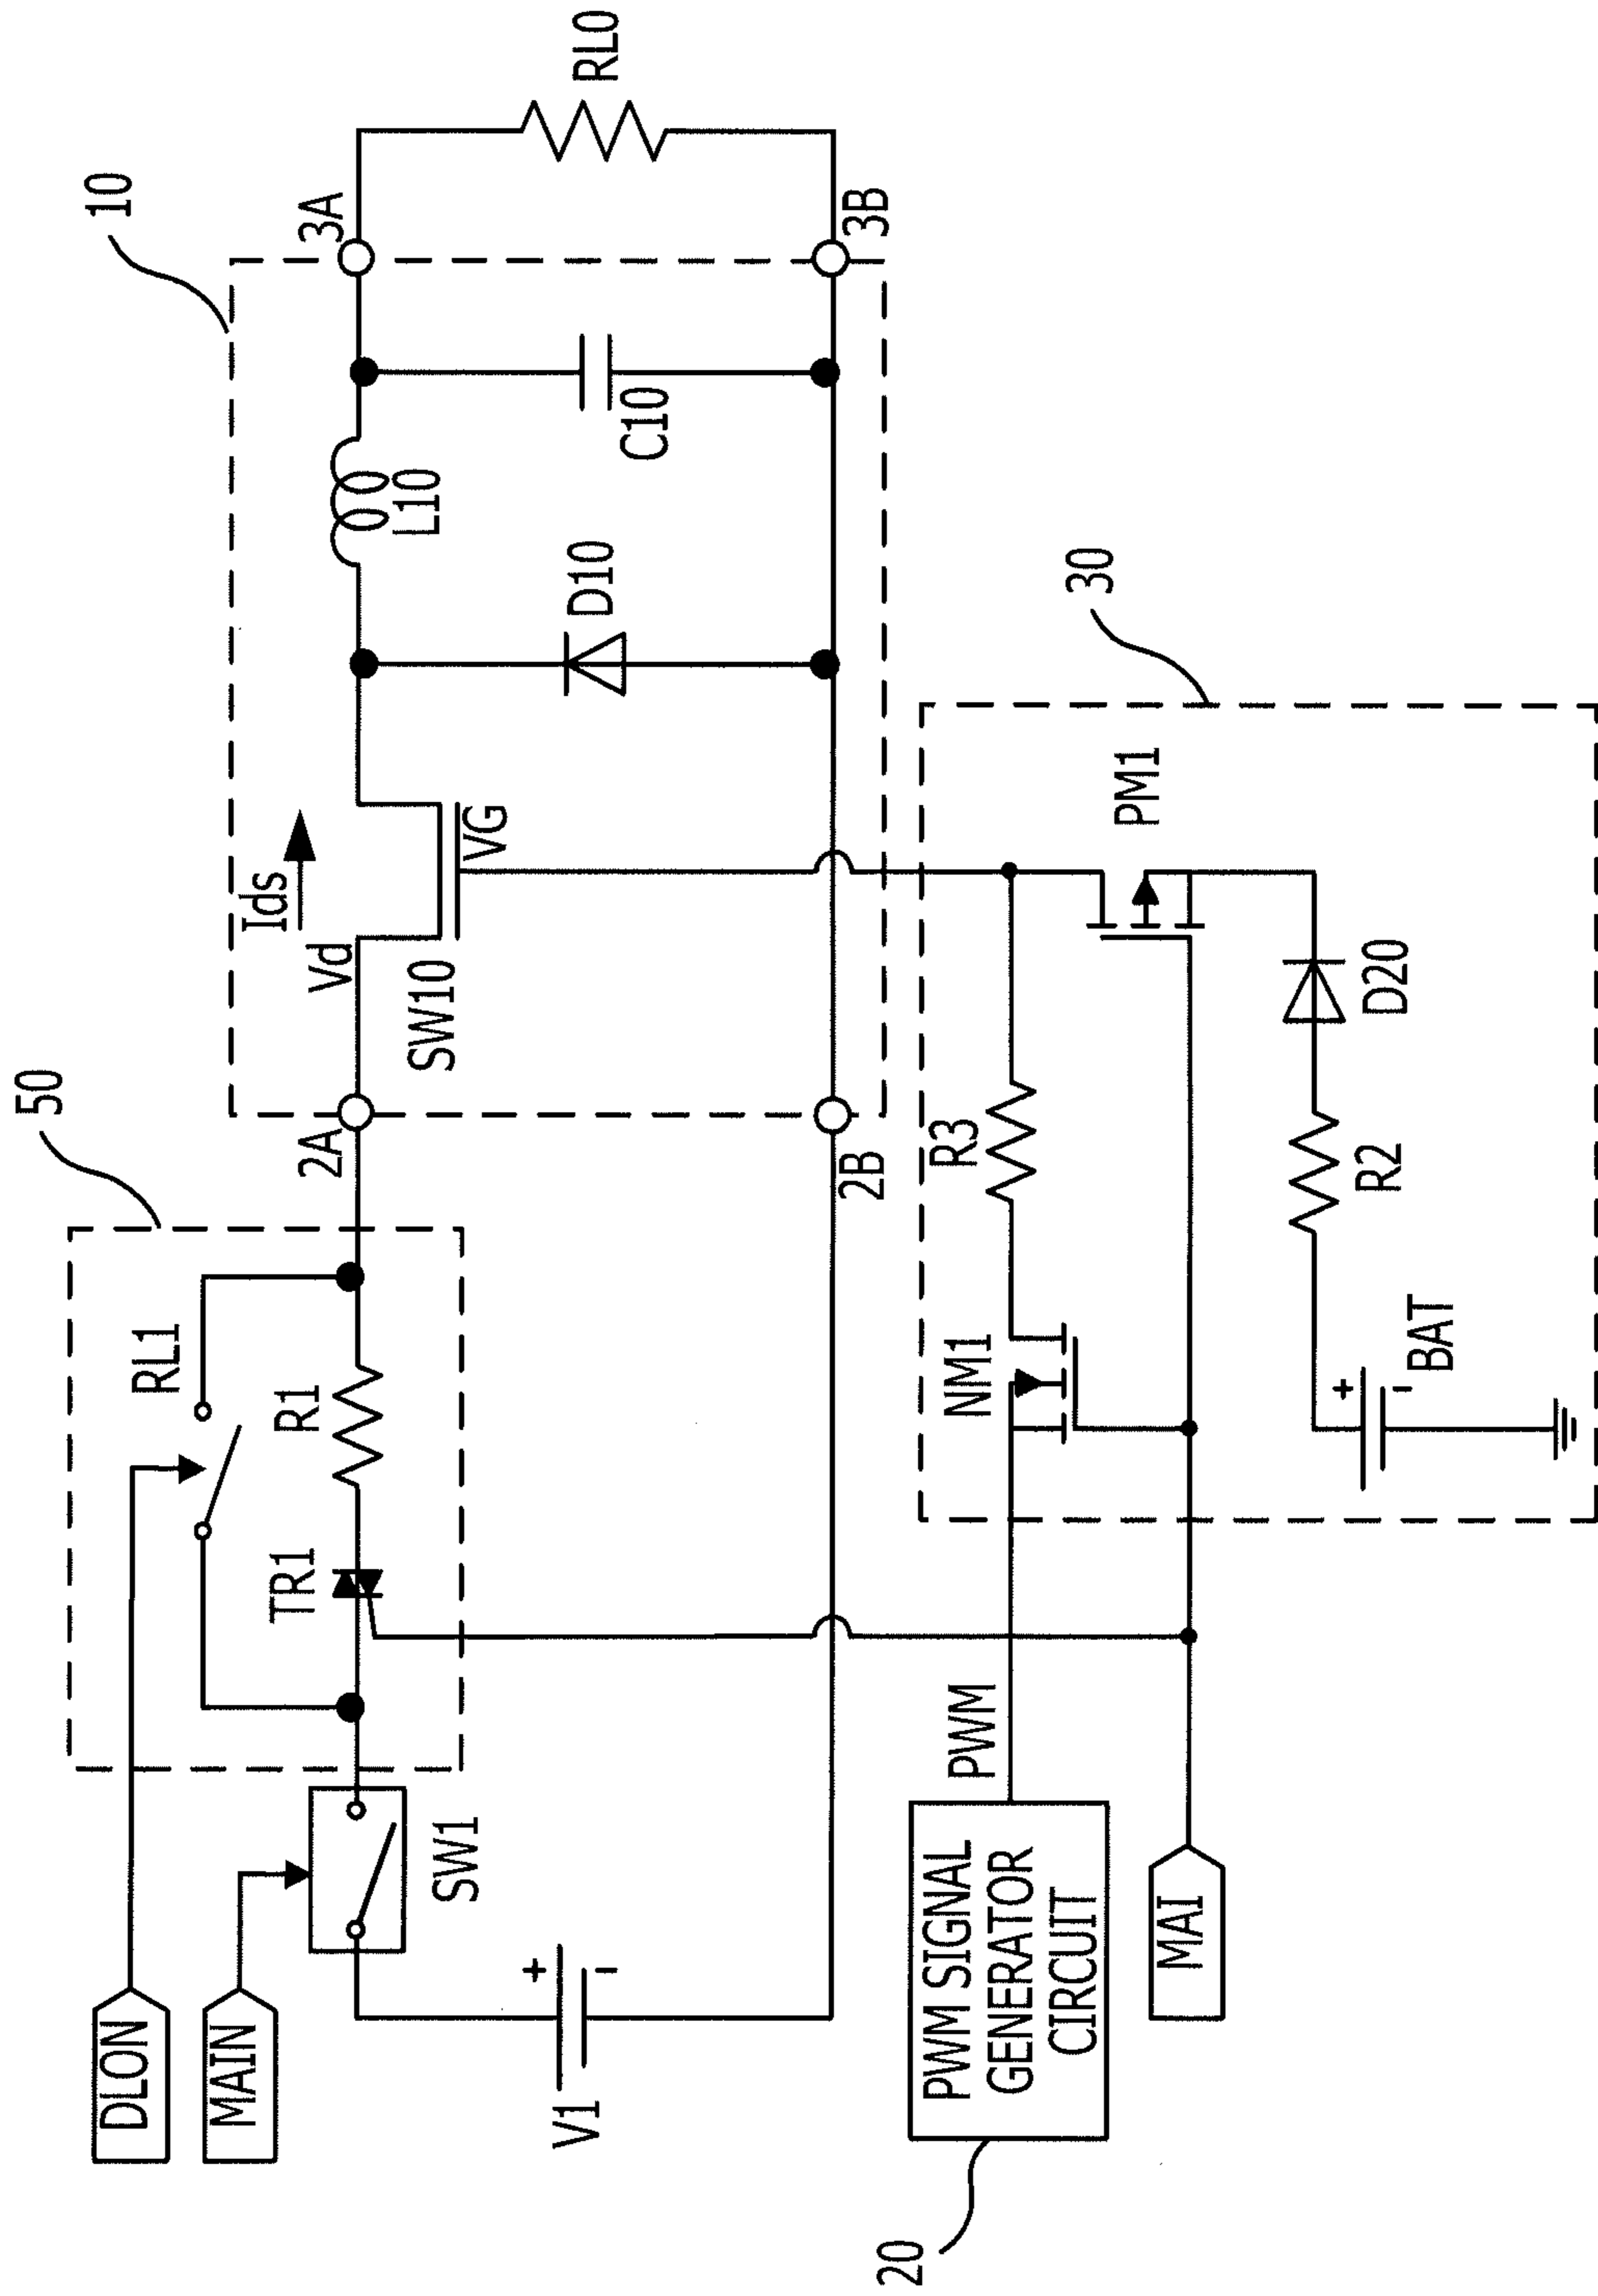 50
10
DLON
MAIN
SW1
RL1
TR1
R1
2A
Ids
Vd
SW10
VG
L10
3A
D10
C10
RL0
V1
+
-
2B
3B
30
PWM SIGNAL
GENERATOR
CIRCUIT
20
PWM
MAI
NM1
R3
PM1
D20
R2
BAT
+
-